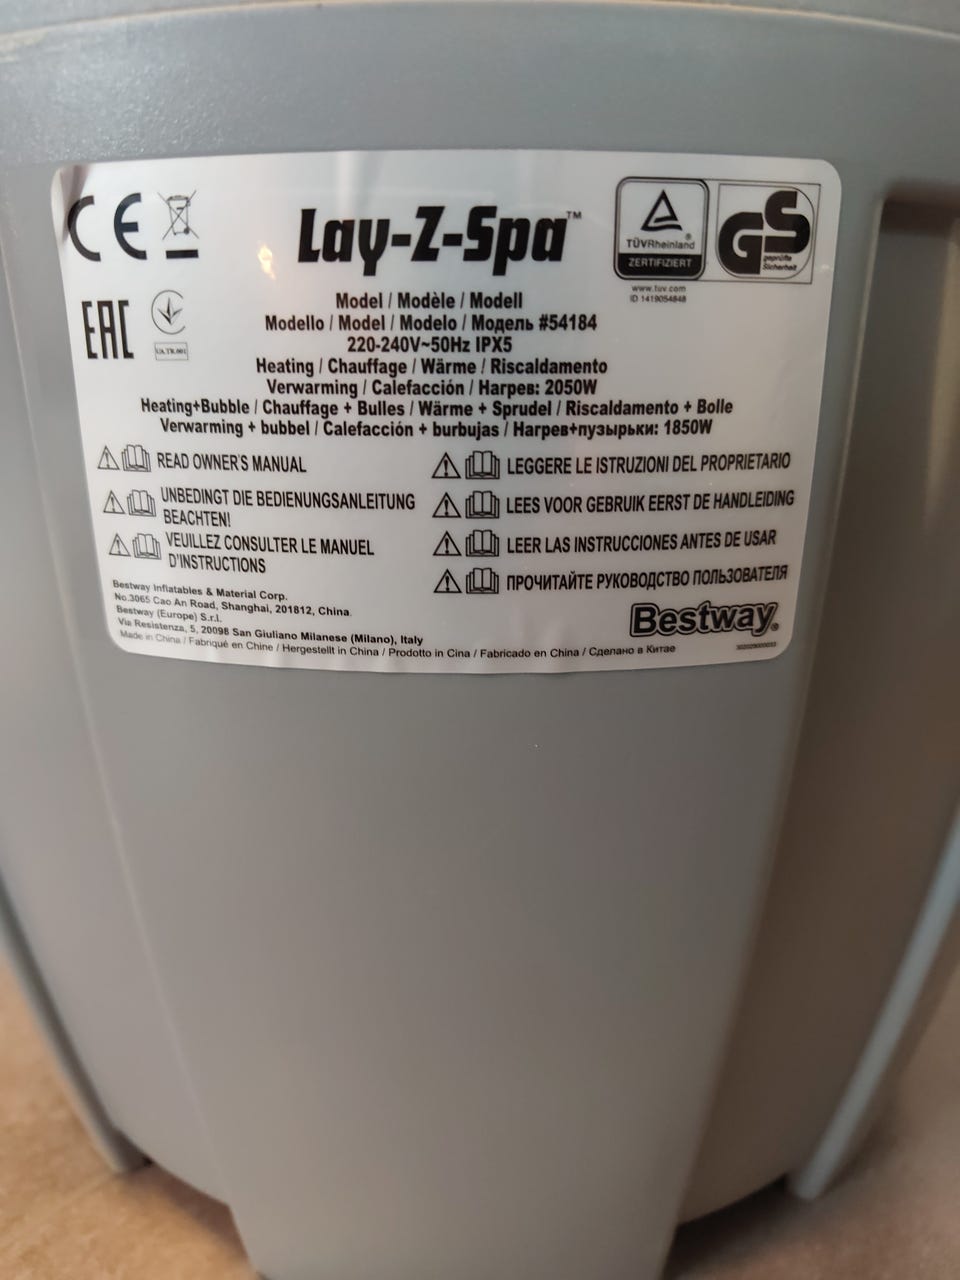 CE
Lay-Z-Spa™
TÜVRheinland®
ZERTIFIZIERT
GS
geprüfte
Sicherheit
www.tuv.com
ID 1419054848
EAC
UA.TR.001
Model / Modèle / Modell
Modello / Model / Modelo / Модель #54184
220-240V~50Hz IPX5
Heating / Chauffage / Wärme / Riscaldamento
Verwarming / Calefacción / Нагрев: 2050W
Heating+Bubble / Chauffage + Bulles / Wärme + Sprudel / Riscaldamento + Bolle
Verwarming + bubbel / Calefacción + burbujas / Нагрев+пузырьки: 1850W
READ OWNER'S MANUAL
UNBEDINGT DIE BEDIENUNGSANLEITUNG
BEACHTEN!
VEUILLEZ CONSULTER LE MANUEL
D'INSTRUCTIONS
LEGGERE LE ISTRUZIONI DEL PROPRIETARIO
LEES VOOR GEBRUIK EERST DE HANDLEIDING
LEER LAS INSTRUCCIONES ANTES DE USAR
ПРОЧИТАЙТЕ РУКОВОДСТВО ПОЛЬЗОВАТЕЛЯ
Bestway Inflatables & Material Corp.
No.3065 Cao An Road, Shanghai, 201812, China
Bestway (Europe) S.r.l.
Via Resistenza, 5, 20098 San Giuliano Milanese (Milano), Italy
Made in China / Fabriqué en Chine / Hergestellt in China / Prodotto in Cina / Fabricado en China / Сделано в Китае
Bestway®